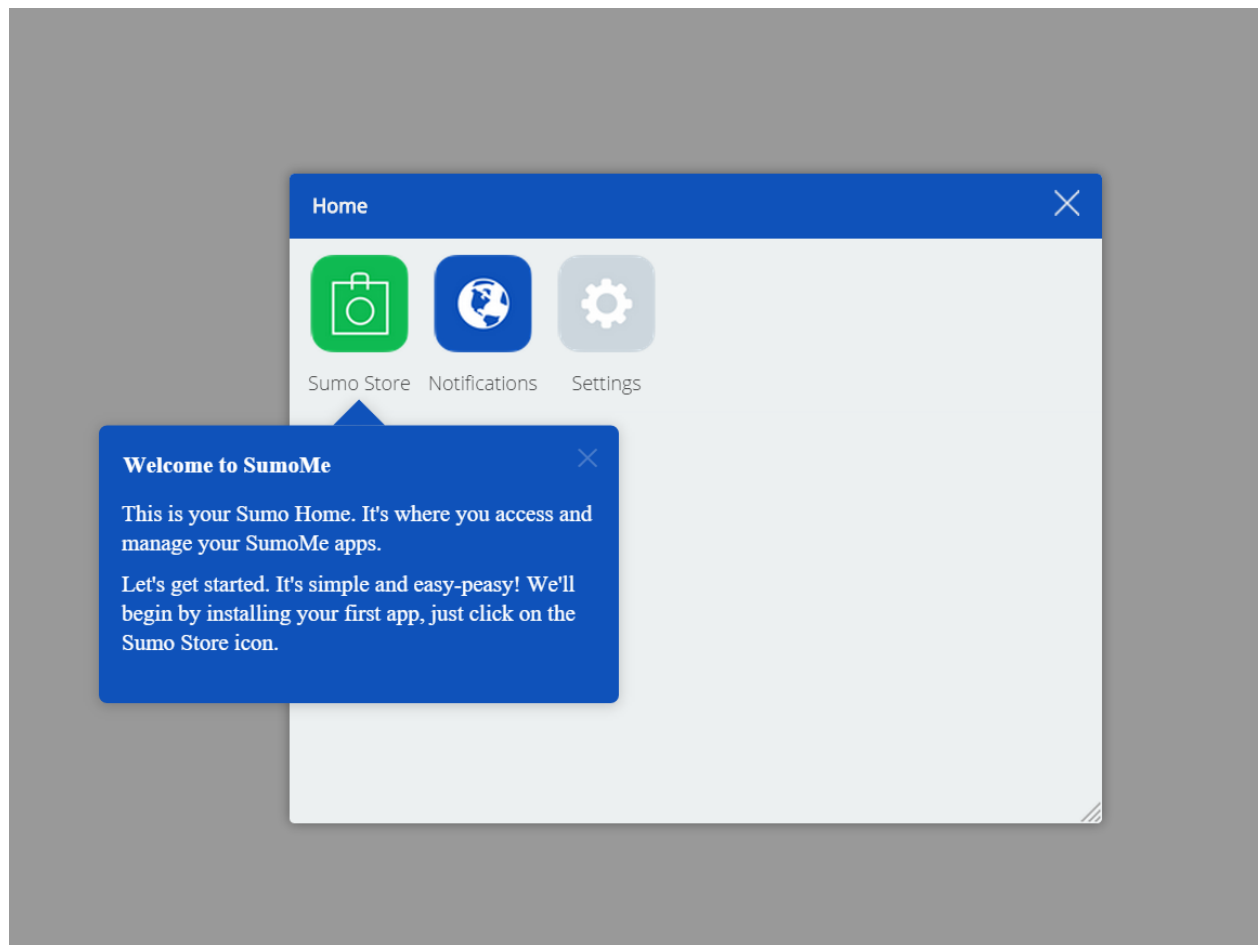 Home
Sumo Store Notifications Settings
Welcome to SumoMe
This is your Sumo Home. It's where you access and
manage your SumoMe apps.
Let's get started. It's simple and easy-peasy! We'll
begin by installing your first app, just click on the
Sumo Store icon.